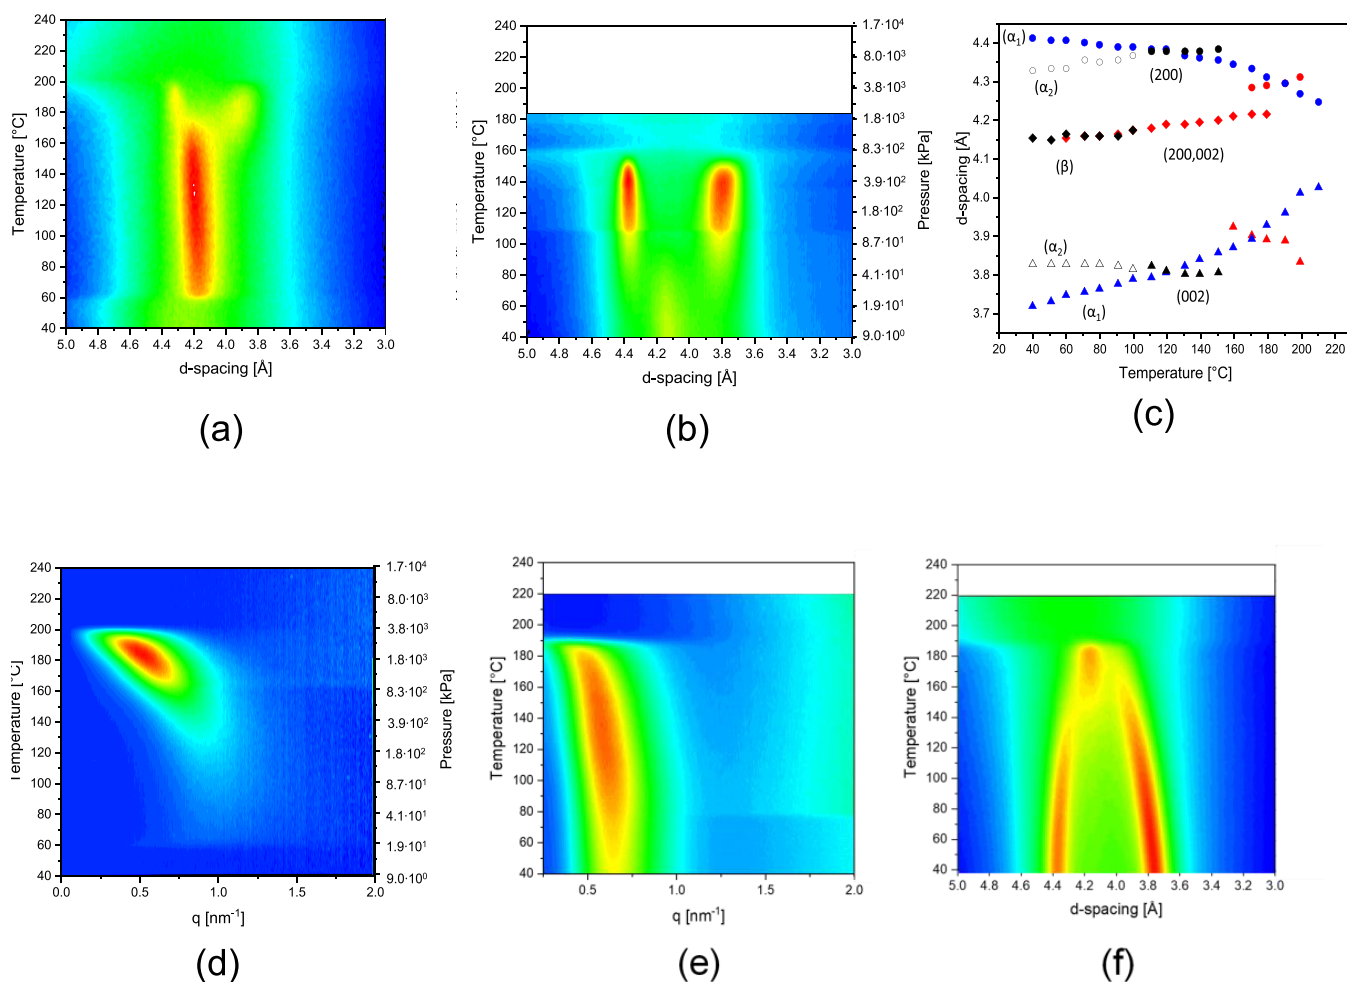 240
220
200
180
160
140
120
100
80
60
40
Temperature [°C]
5.0 4.8 4.6 4.4 4.2 4.0 3.8 3.6 3.4 3.2 3.0
d-spacing [Å]
(a)
240
220
200
180
160
140
120
100
80
60
40
Temperature [°C]
1.7·10⁴
8.0·10³
3.8·10³
1.8·10³
8.3·10²
3.9·10²
1.8·10²
8.7·10¹
4.1·10¹
1.9·10¹
9.0·10⁰
Pressure [kPa]
5.0 4.8 4.6 4.4 4.2 4.0 3.8 3.6 3.4 3.2 3.0
d-spacing [Å]
(b)
4.4
4.3
4.2
4.1
4.0
3.9
3.8
3.7
d-spacing [Å]
(α₁)
(α₂)
(200)
(β)
(200,002)
(α₂)
(002)
(α₁)
20 40 60 80 100 120 140 160 180 200 220
Temperature [°C]
(c)
240
220
200
180
160
140
120
100
80
60
40
Temperature [°C]
1.7·10⁴
8.0·10³
3.8·10³
1.8·10³
8.3·10²
3.9·10²
1.8·10²
8.7·10¹
4.1·10¹
1.9·10¹
9.0·10⁰
Pressure [kPa]
0.0 0.5 1.0 1.5 2.0
q [nm⁻¹]
(d)
240
220
200
180
160
140
120
100
80
60
40
Temperature [°C]
0.5 1.0 1.5 2.0
q [nm⁻¹]
(e)
240
220
200
180
160
140
120
100
80
60
40
Temperature [°C]
5.0 4.8 4.6 4.4 4.2 4.0 3.8 3.6 3.4 3.2 3.0
d-spacing [Å]
(f)